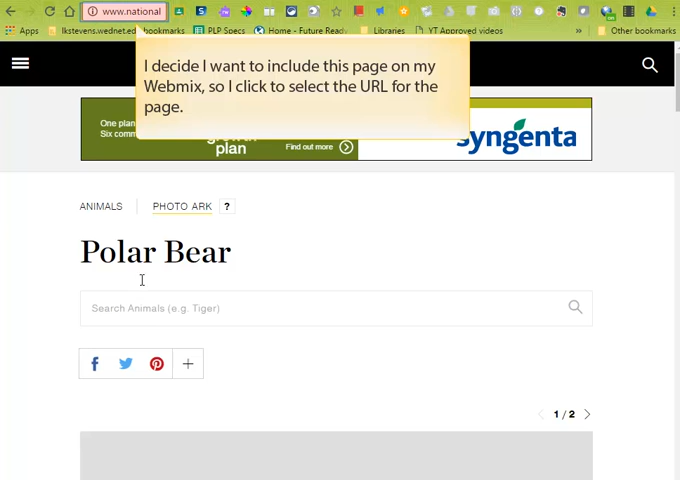 www.national
Apps
lkstevens.wednet.ed
bookmarks
PLP Specs
Home - Future Ready
Libraries
YT Approved videos
»
Other bookmarks
I decide I want to include this page on my
Webmix, so I click to select the URL for the
page.
One plan
Six comm
growth
plan
Find out more
syngenta
ANIMALS
PHOTO ARK
?
Polar Bear
Search Animals (e.g. Tiger)
1 / 2